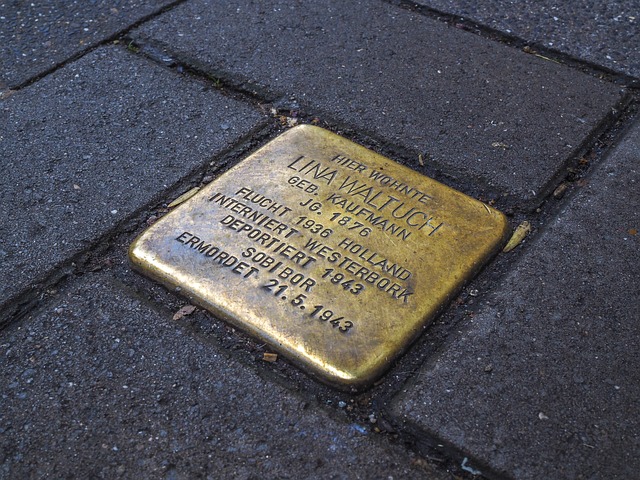 HIER WOHNTE
LINA WALTUCH
GEB. KAUFMANN
JG. 1876
FLUCHT 1936 HOLLAND
INTERNIERT WESTERBORK
DEPORTIERT 1943
SOBIBOR
ERMORDET 21.5.1943